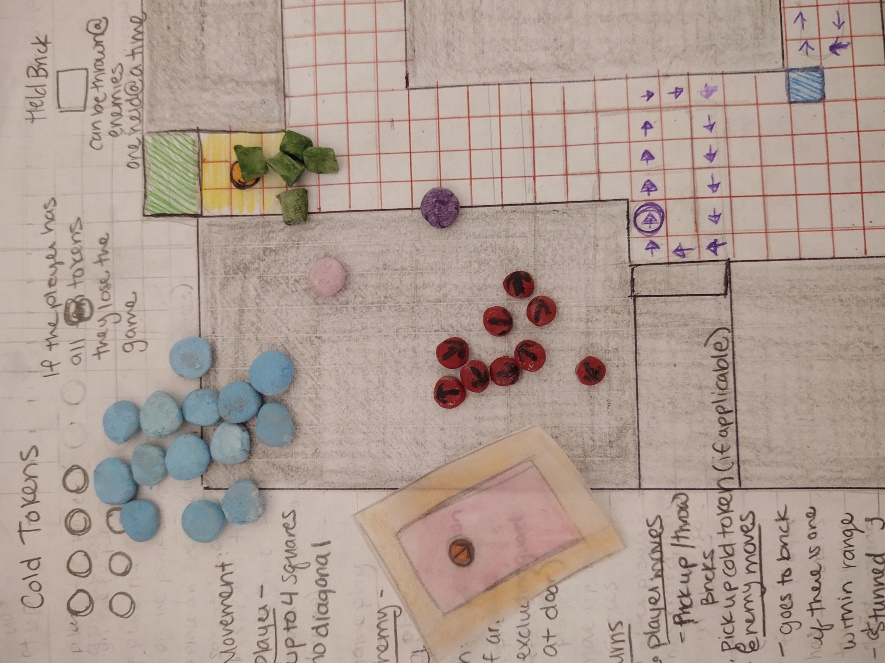 Held Brick
can be thrown @
enemies
one held @ a time
If the player has
all tokens
they lose the
game
Cold Tokens
Movement
Player -
up to 4 squares
no diagonal
enemy -
at door
Player moves
- Pick up / throw
Bricks
Pick up cold token (if applicable)
Enemy moves
- goes to brick
if there is one
within range
stunned